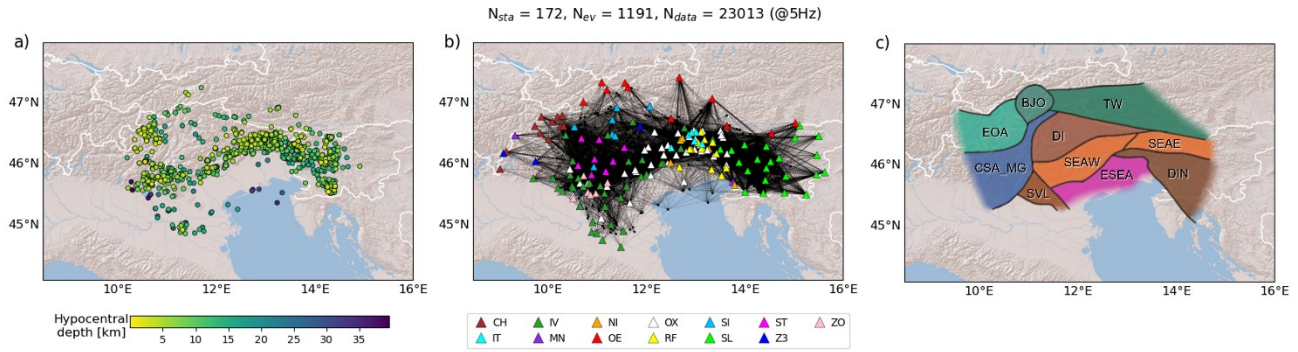 N_sta = 172, N_ev = 1191, N_data = 23013 (@5Hz)
a)
47°N
46°N
45°N
10°E 12°E 14°E 16°E
Hypocentral
depth [km]
5 10 15 20 25 30 35
b)
47°N
46°N
45°N
10°E 12°E 14°E 16°E
CH IV NI OX SI ST ZO
IT MN OE RF SL Z3
c)
47°N
46°N
45°N
10°E 12°E 14°E 16°E
BJO
TW
EOA
DI
SEAE
CSA_MG
SEAW
ESEA
DIN
SVL